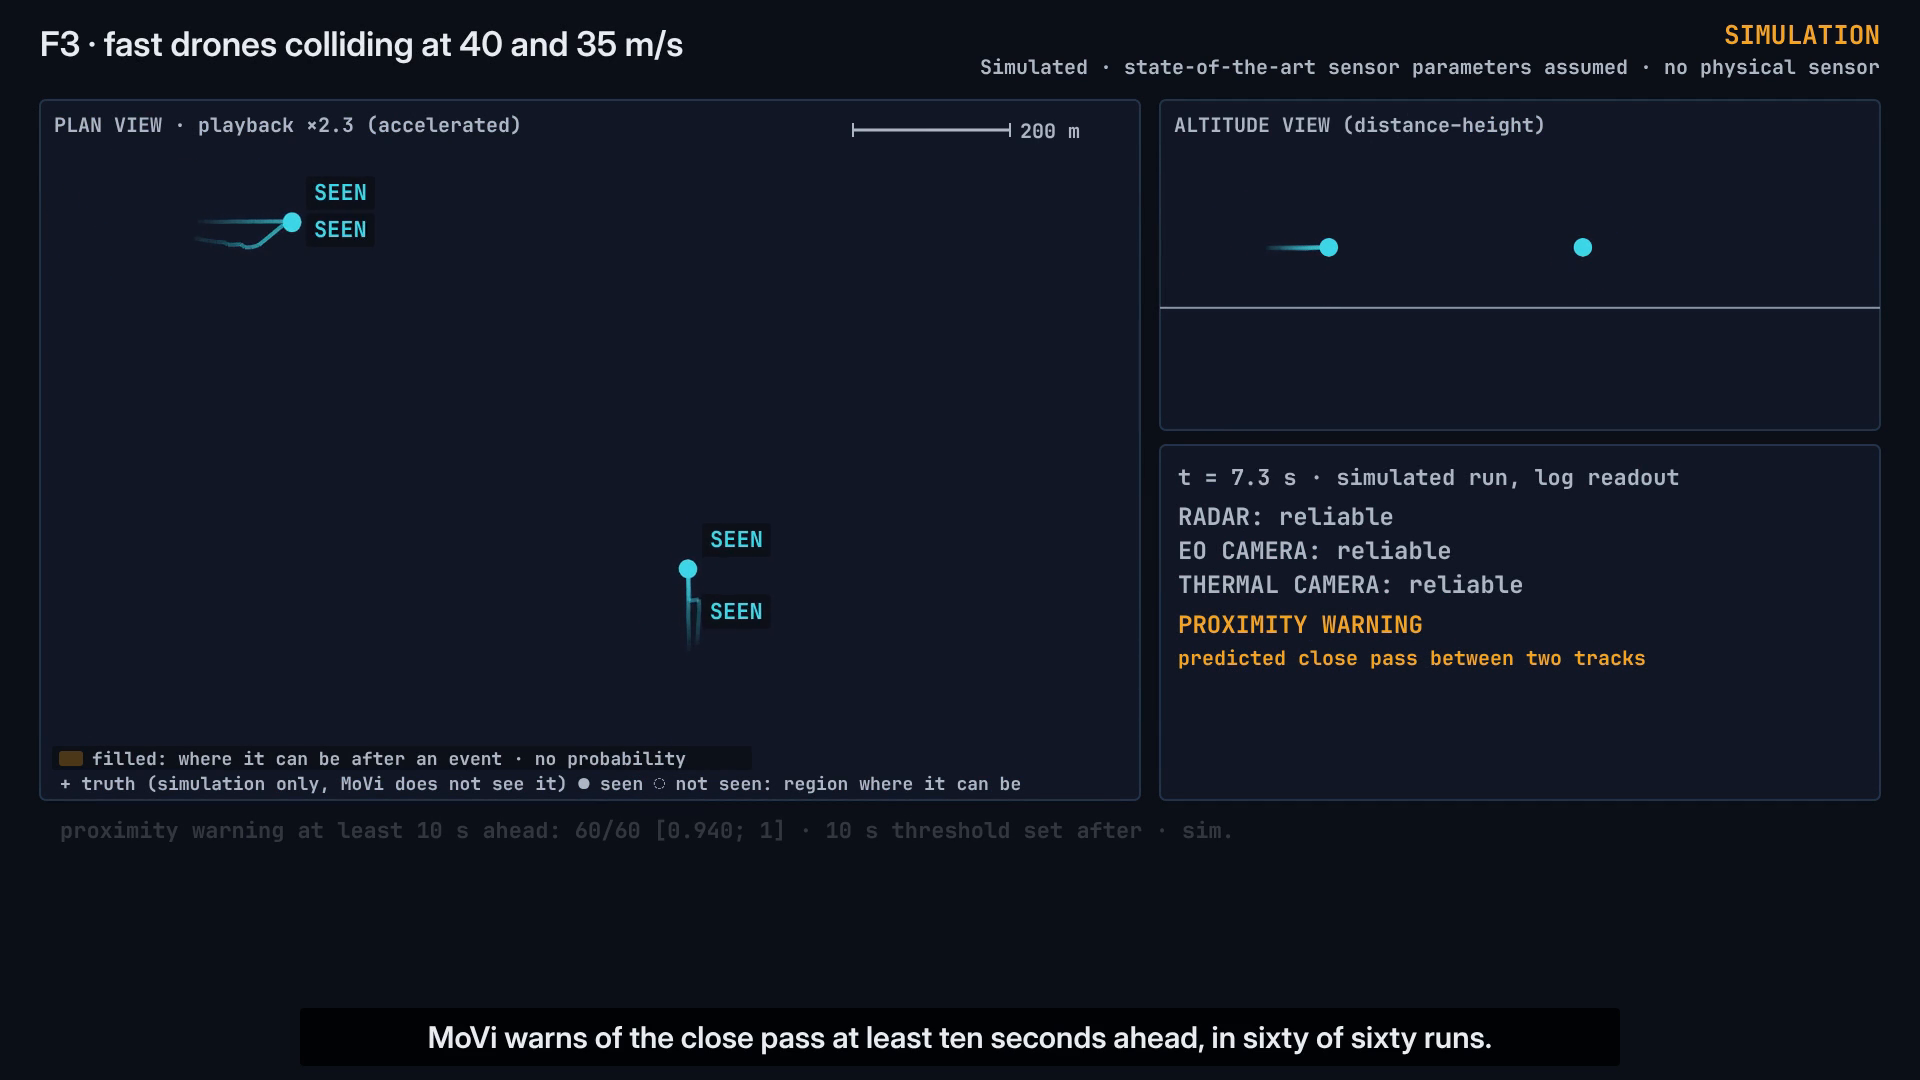 F3 · fast drones colliding at 40 and 35 m/s
SIMULATION
Simulated · state-of-the-art sensor parameters assumed · no physical sensor
PLAN VIEW · playback ×2.3 (accelerated)
200 m
SEEN
SEEN
SEEN
SEEN
filled: where it can be after an event · no probability
+ truth (simulation only, MoVi does not see it) ● seen ◌ not seen: region where it can be
ALTITUDE VIEW (distance-height)
t = 7.3 s · simulated run, log readout
RADAR: reliable
EO CAMERA: reliable
THERMAL CAMERA: reliable
PROXIMITY WARNING
predicted close pass between two tracks
proximity warning at least 10 s ahead: 60/60 [0.940; 1] · 10 s threshold set after · sim.
MoVi warns of the close pass at least ten seconds ahead, in sixty of sixty runs.